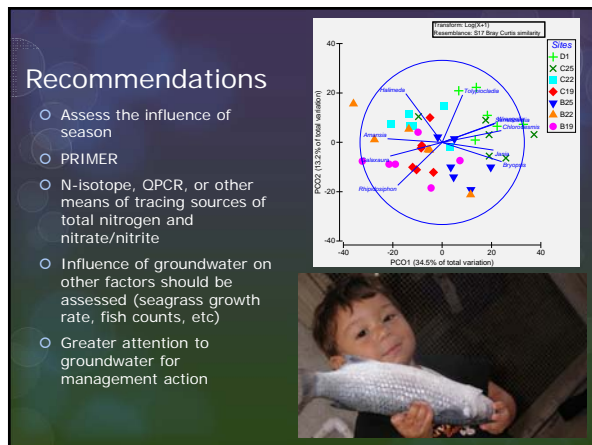 Recommendations
Assess the influence of
season
PRIMER
N-isotope, QPCR, or other
means of tracing sources of
total nitrogen and
nitrate/nitrite
Influence of groundwater on
other factors should be
assessed (seagrass growth
rate, fish counts, etc)
Greater attention to
groundwater for
management action
Transform: Log(X+1)
Resemblance: S17 Bray Curtis similarity
Sites
D1
C25
C22
C19
B25
B22
B19
40
20
0
-20
-40
PCO2 (13.2% of total variation)
Halimeda
Tolypiocladia
Chlorodesmis
Amansia
Galaxaura
Jania
Bryopsis
Rhipidosiphon
-40
-20
0
20
40
PCO1 (34.5% of total variation)